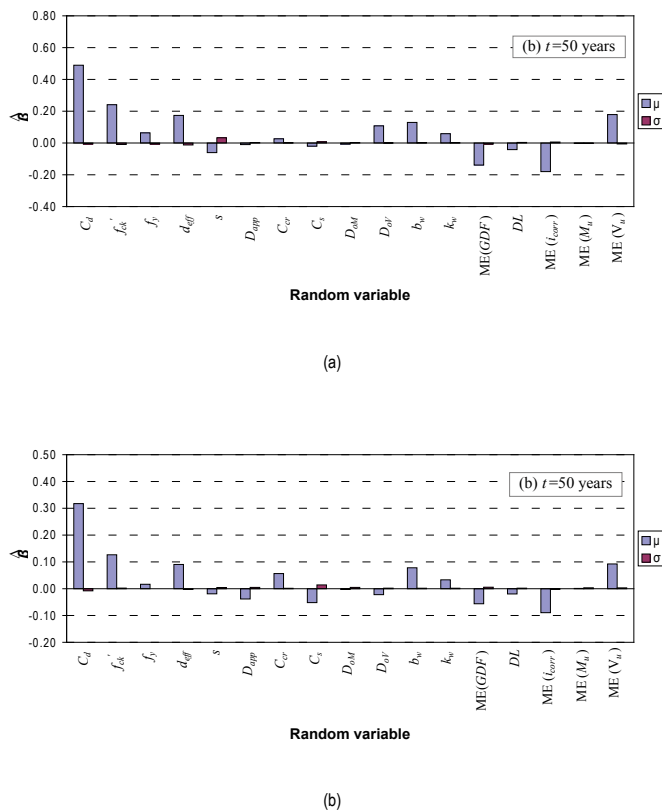 0.80
(b) t=50 years
0.60
0.40
μ
σ
B̂
0.20
0.00
-0.20
-0.40
C_d
f_ck'
f_y
d_eff
s
D_app
C_cr
C_s
D_oM
D_oV
b_w
k_w
ME(GDF)
DL
ME (i_corr)
ME (M_u)
ME (V_u)
Random variable
(a)
0.50
0.40
(b) t=50 years
0.30
0.20
μ
σ
B̂
0.10
0.00
-0.10
-0.20
C_d
f_ck'
f_y
d_eff
s
D_app
C_cr
C_s
D_oM
D_oV
b_w
k_w
ME(GDF)
DL
ME (i_corr)
ME (M_u)
ME (V_u)
Random variable
(b)